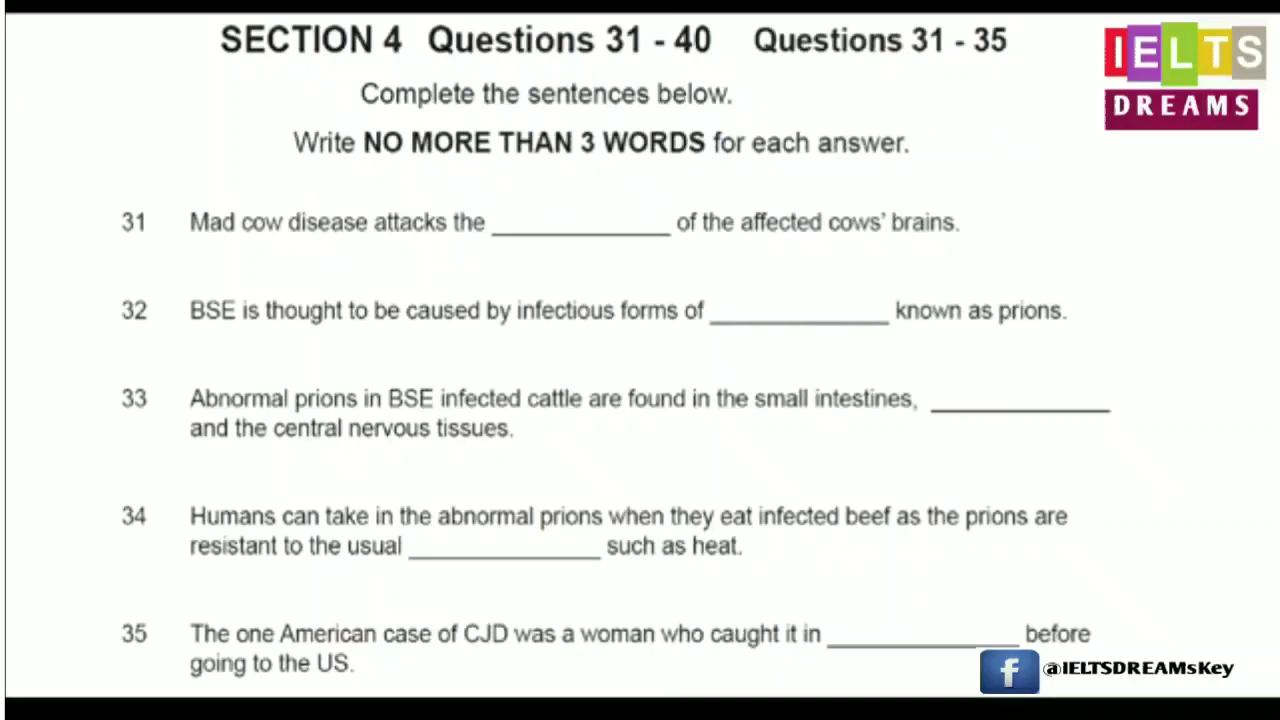 SECTION 4 Questions 31 - 40 Questions 31 - 35
IELTS
DREAMS
Complete the sentences below.
Write NO MORE THAN 3 WORDS for each answer.
31 Mad cow disease attacks the ____________ of the affected cows' brains.
32 BSE is thought to be caused by infectious forms of ____________ known as prions.
33 Abnormal prions in BSE infected cattle are found in the small intestines, ____________
and the central nervous tissues.
34 Humans can take in the abnormal prions when they eat infected beef as the prions are
resistant to the usual ____________ such as heat.
35 The one American case of CJD was a woman who caught it in ____________ before
going to the US.
f @IELTSDREAMsKey